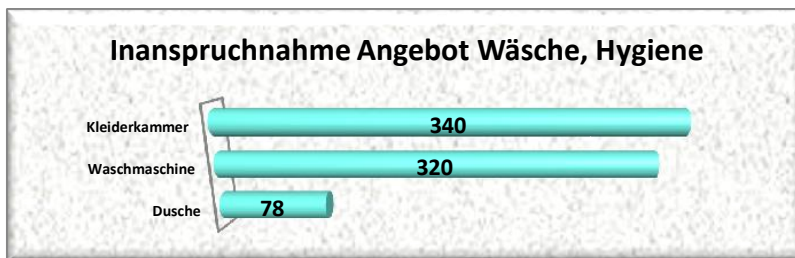 Inanspruchnahme Angebot Wäsche, Hygiene
Kleiderkammer 340
Waschmaschine 320
Dusche 78